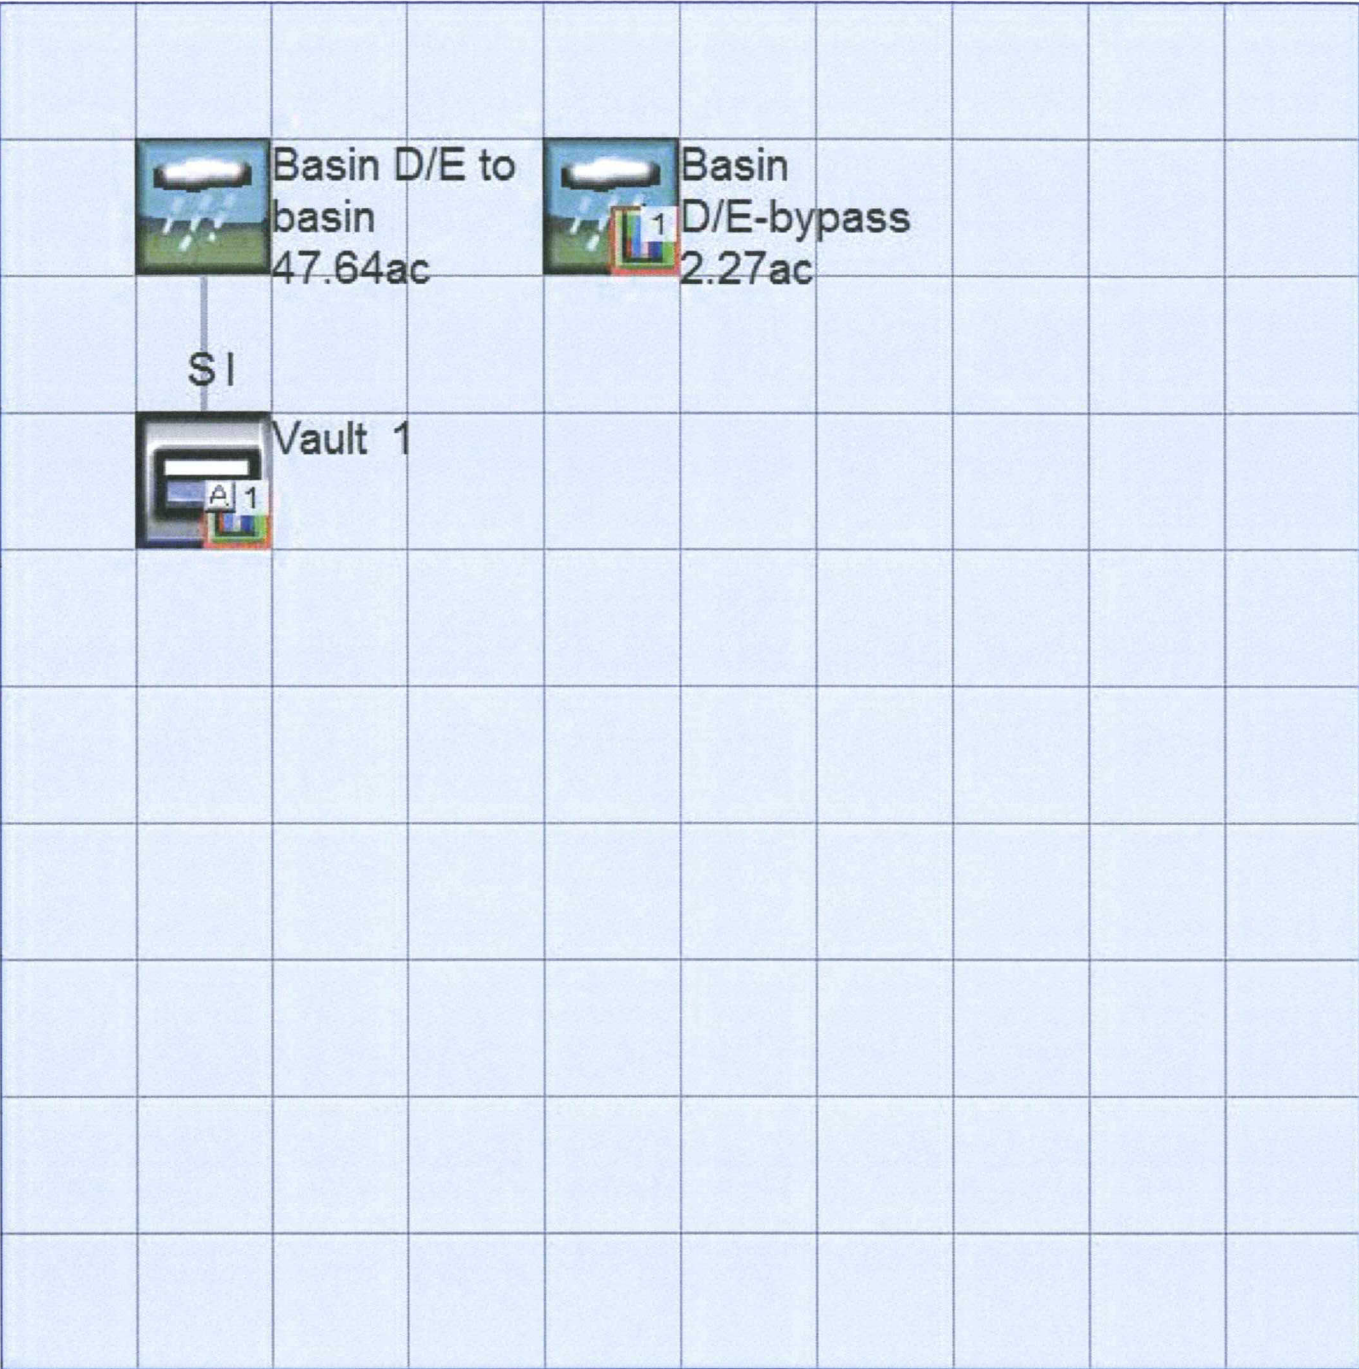 Basin D/E to
basin
47.64ac
Basin
D/E-bypass
2.27ac
1
S I
Vault 1
A 1